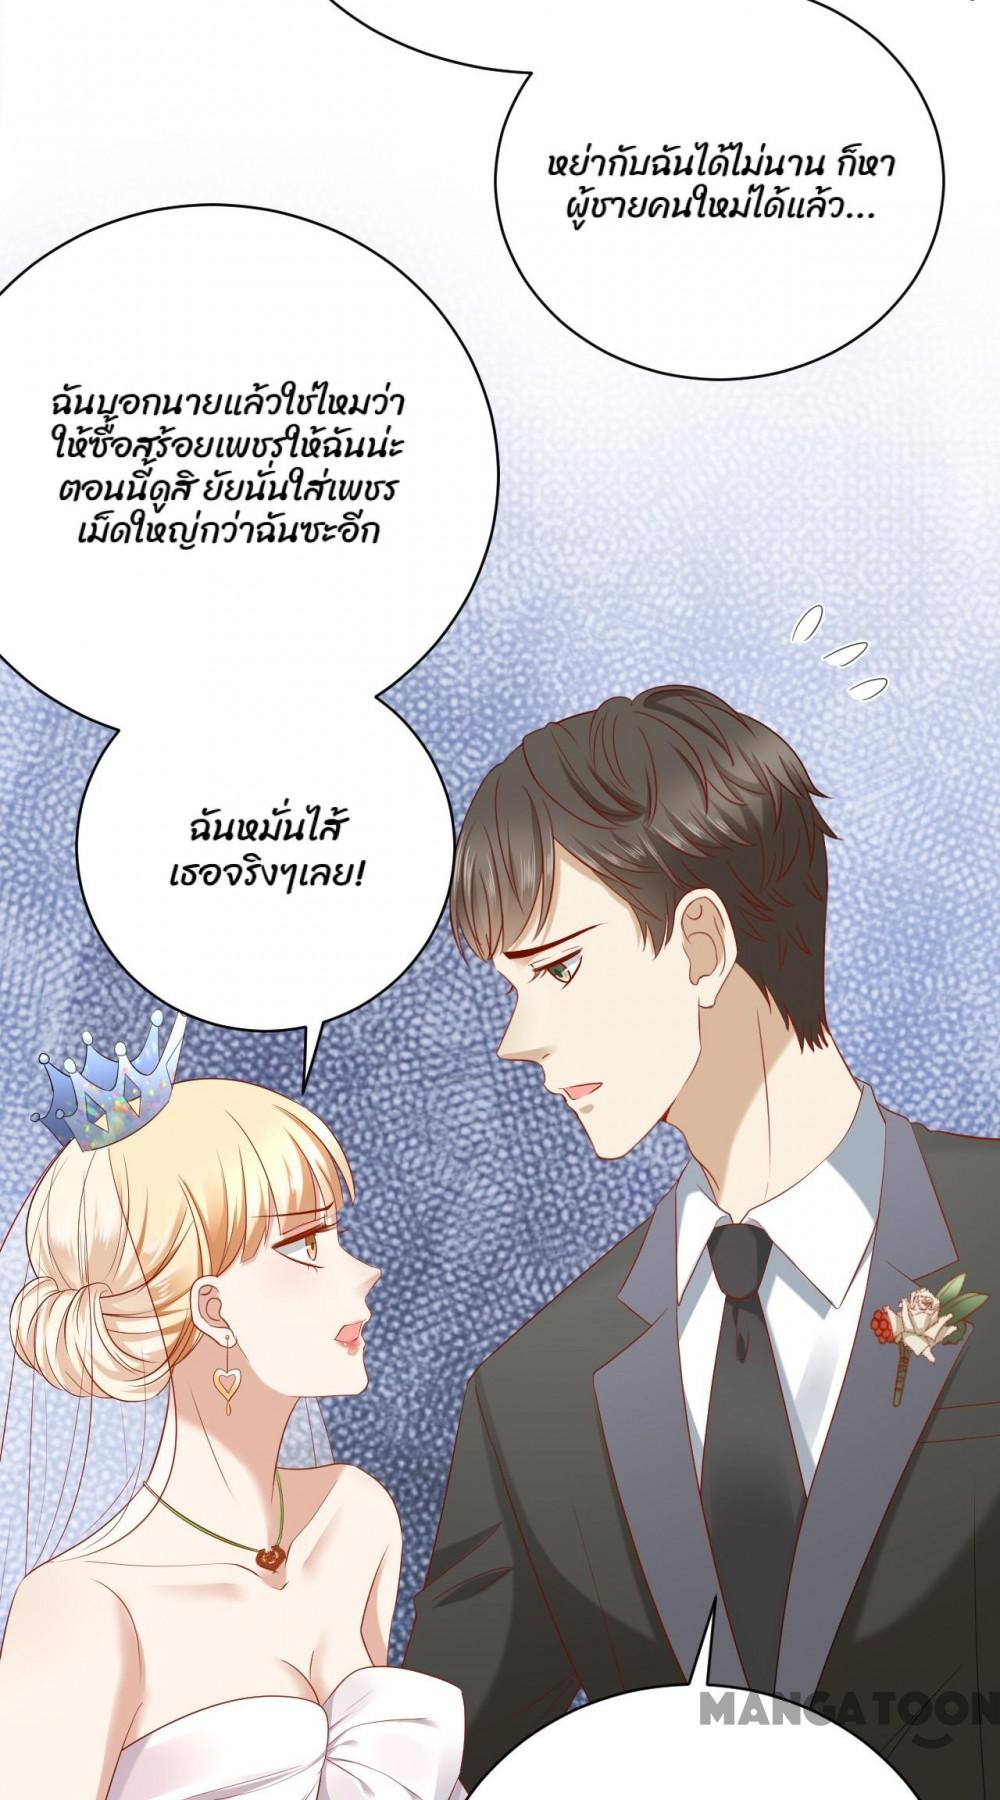 หย่ากับฉันได้ไม่นาน ก็หา
ผู้ชายคนใหม่ได้แล้ว...
ฉันบอกนายแล้วใช่ไหมว่า
ให้ซื้อสร้อยเพชรให้ฉันน่ะ
ตอนนี้ดูสิ ยัยนั่นใส่เพชร
เม็ดใหญ่กว่าฉันซะอีก
ฉันหมั่นไส้
เธอจริงๆเลย!
MANGATOON